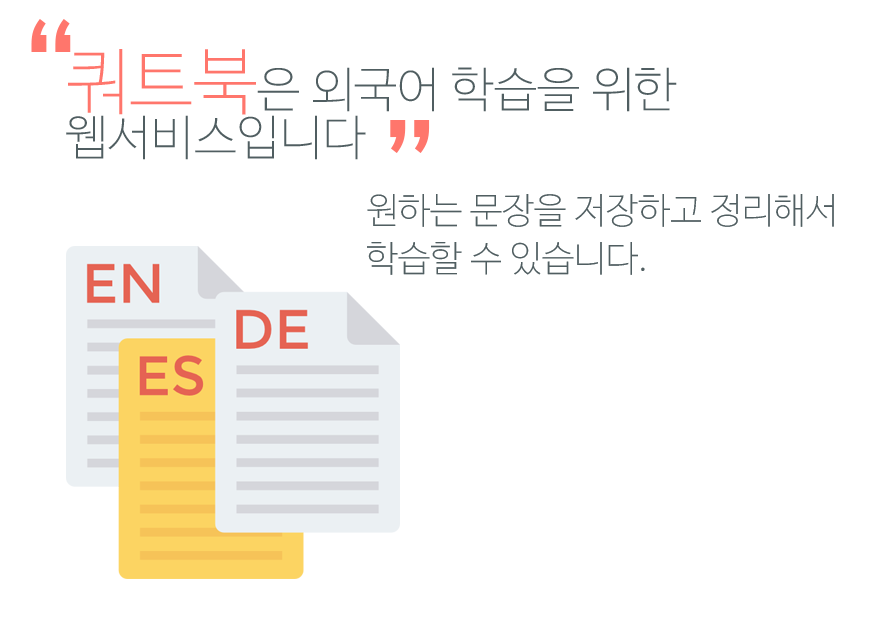 “쿼트북은 외국어 학습을 위한
웹서비스입니다 ”
원하는 문장을 저장하고 정리해서
학습할 수 있습니다.
EN
DE
ES